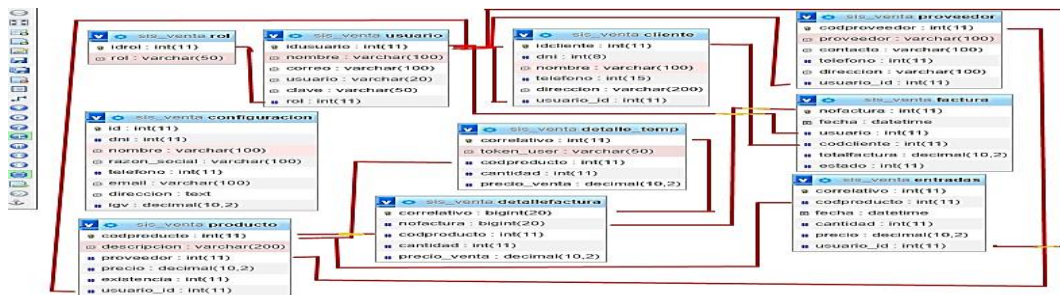 sis_venta rol
idrol : int(11)
rol : varchar(50)
sis_venta usuario
idusuario : int(11)
nombre : varchar(100)
correo : varchar(100)
usuario : varchar(20)
clave : varchar(50)
rol : int(11)
sis_venta cliente
idcliente : int(11)
dni : int(8)
nombre : varchar(100)
telefono : int(15)
direccion : varchar(200)
usuario_id : int(11)
sis_venta proveedor
codproveedor : int(11)
proveedor : varchar(100)
contacto : varchar(100)
telefono : int(11)
direccion : varchar(100)
usuario_id : int(11)
sis_venta configuracion
id : int(11)
dni : int(11)
nombre : varchar(100)
razon_social : varchar(100)
telefono : int(11)
email : varchar(100)
direccion : text
igv : decimal(10,2)
sis_venta detalle_temp
correlativo : int(11)
token_user : varchar(50)
codproducto : int(11)
cantidad : int(11)
precio_venta : decimal(10,2)
sis_venta factura
nofactura : int(11)
fecha : datetime
usuario : int(11)
codcliente : int(11)
totalfactura : decimal(10,2)
estado : int(11)
sis_venta producto
codproducto : int(11)
descripcion : varchar(200)
proveedor : int(11)
precio : decimal(10,2)
existencia : int(11)
usuario_id : int(11)
sis_venta detallefactura
correlativo : bigint(20)
nofactura : bigint(20)
codproducto : int(11)
cantidad : int(11)
precio_venta : decimal(10,2)
sis_venta entradas
correlativo : int(11)
codproducto : int(11)
fecha : datetime
cantidad : int(11)
precio : decimal(10,2)
usuario_id : int(11)